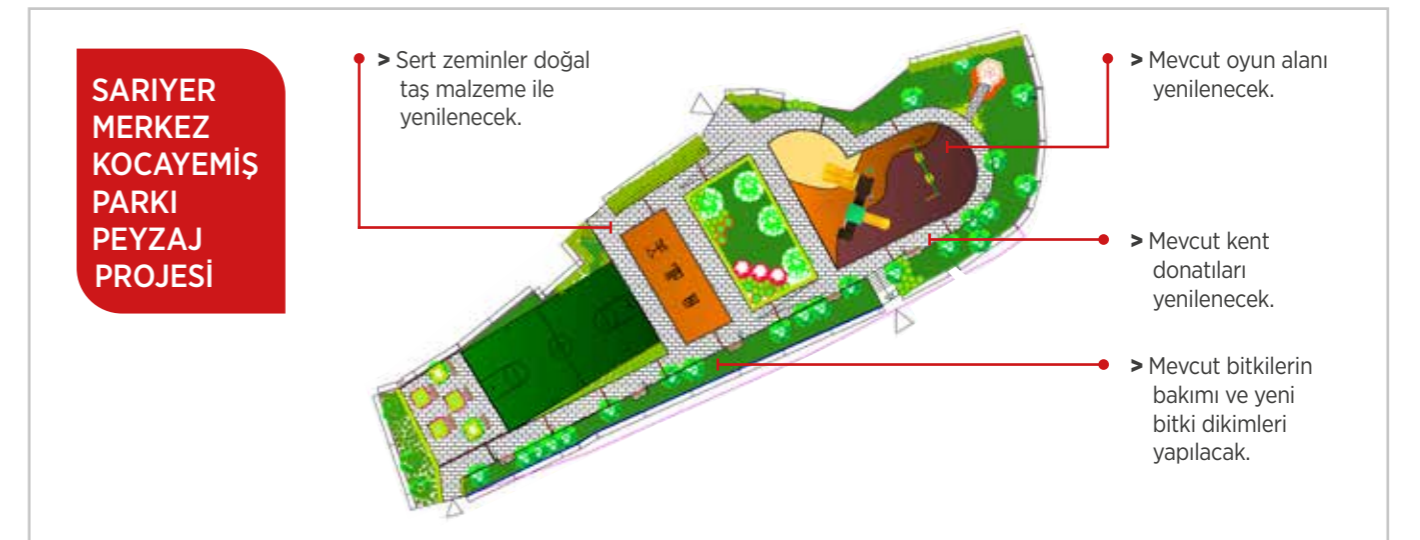 SARIYER
MERKEZ
KOCAYEMİŞ
PARKI
PEYZAJ
PROJESİ
> Sert zeminler doğal
taş malzeme ile
yenilenecek.
> Mevcut oyun alanı
yenilenecek.
> Mevcut kent
donatıları
yenilenecek.
> Mevcut bitkilerin
bakımı ve yeni
bitki dikimleri
yapılacak.